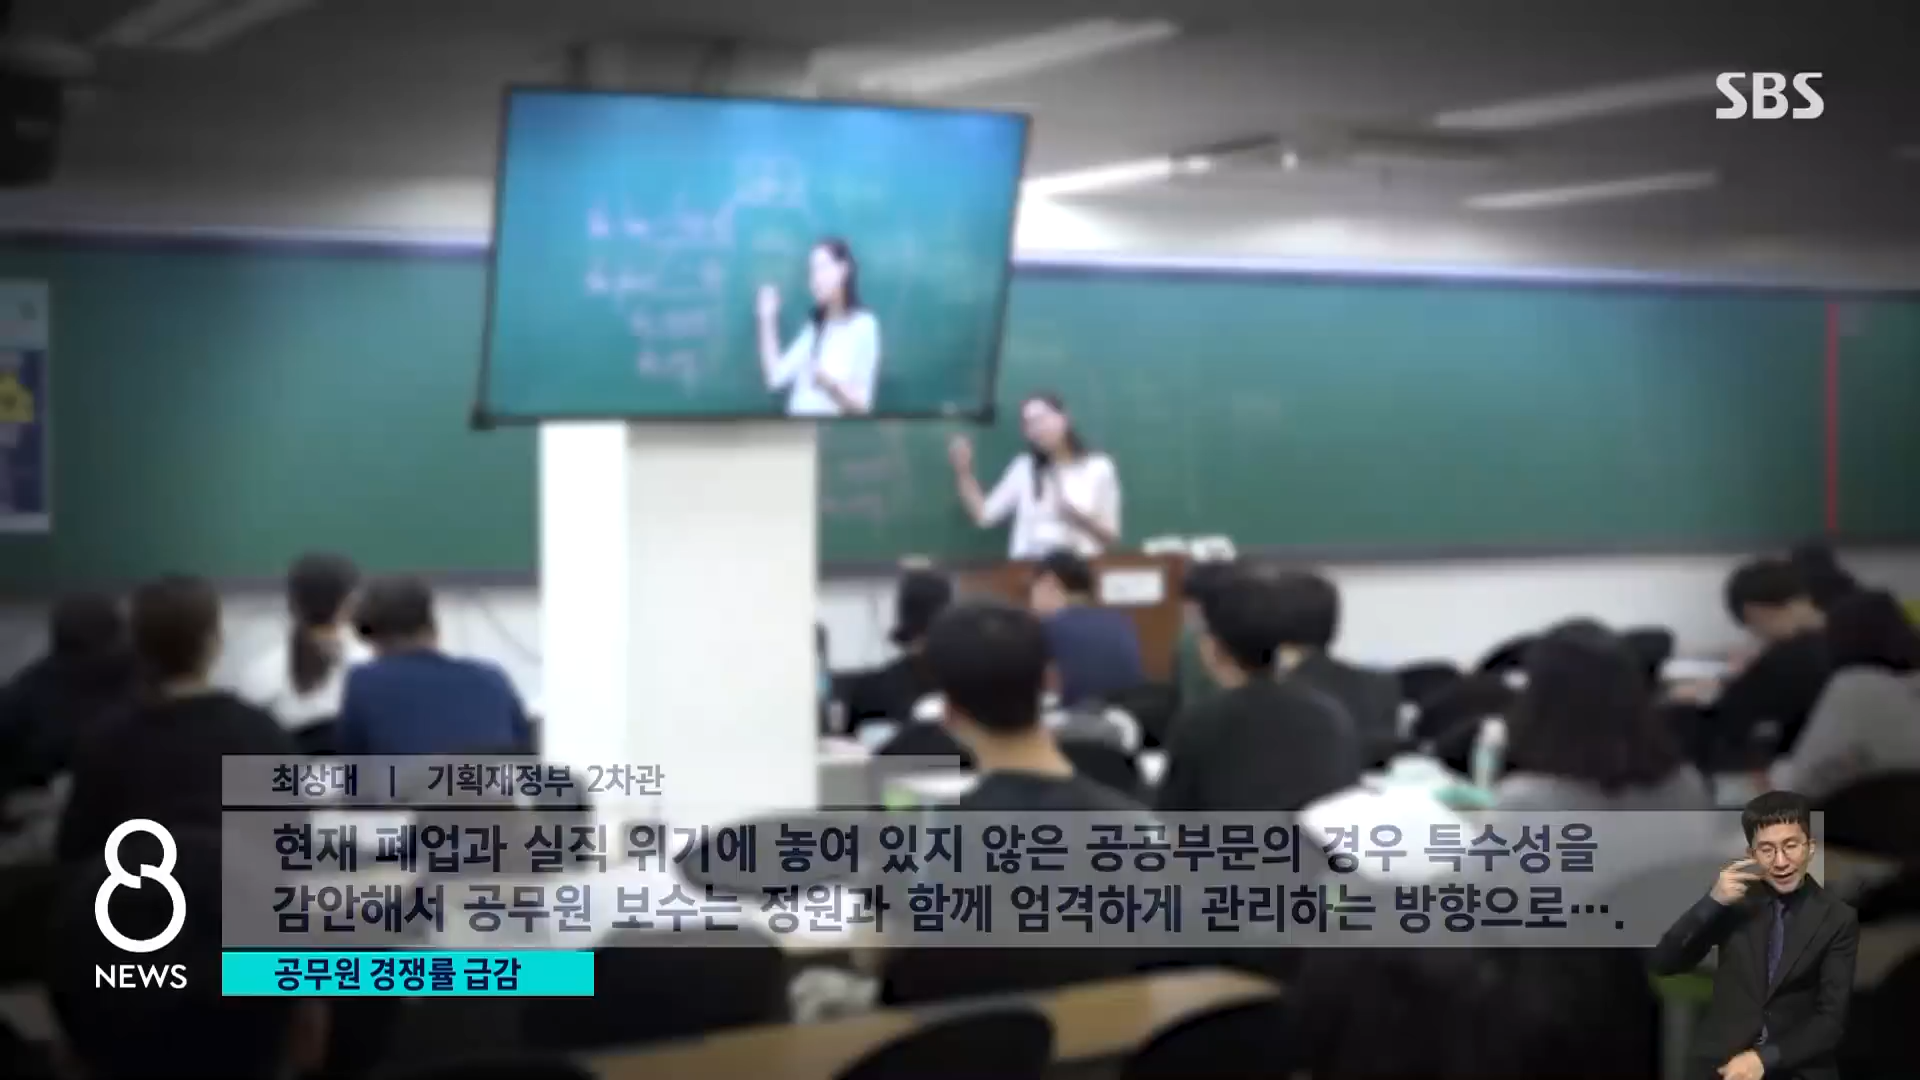 SBS
최상대 | 기획재정부 2차관
현재 폐업과 실직 위기에 놓여 있지 않은 공공부문의 경우 특수성을
감안해서 공무원 보수는 정원과 함께 엄격하게 관리하는 방향으로….
8
NEWS
공무원 경쟁률 급감